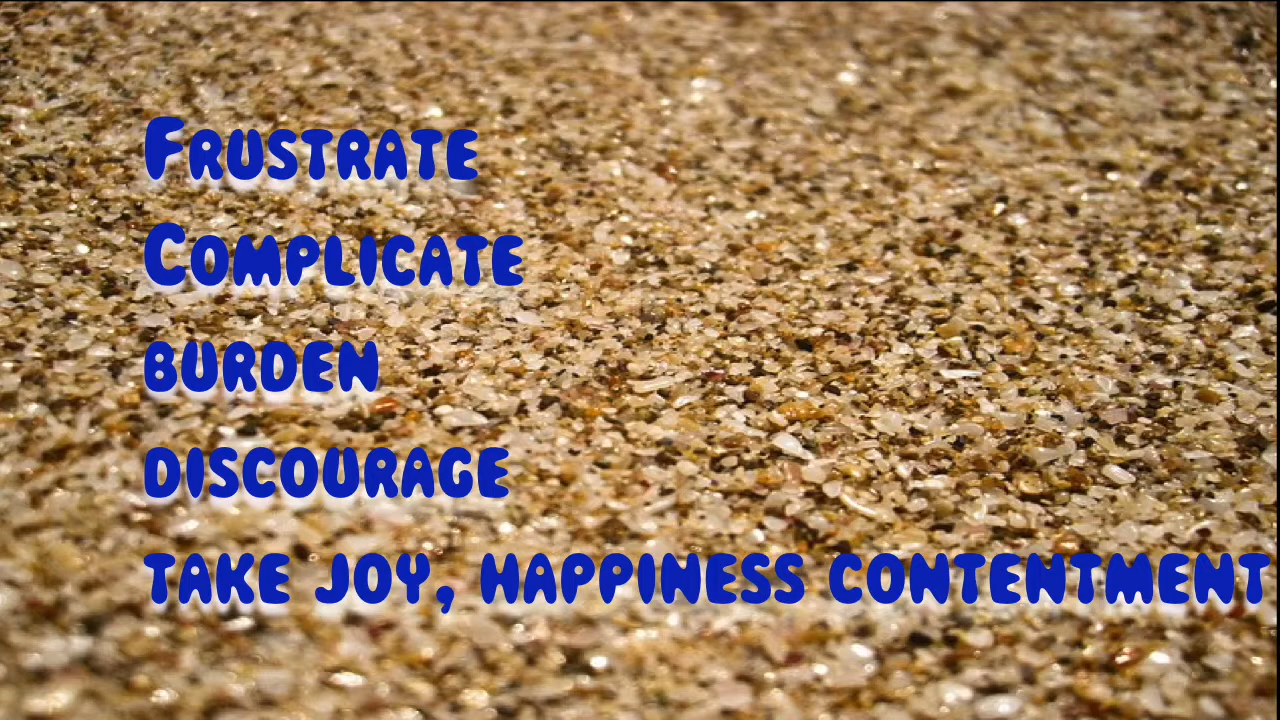 Frustrate
Complicate
burden
discourage
take joy, happiness contentment